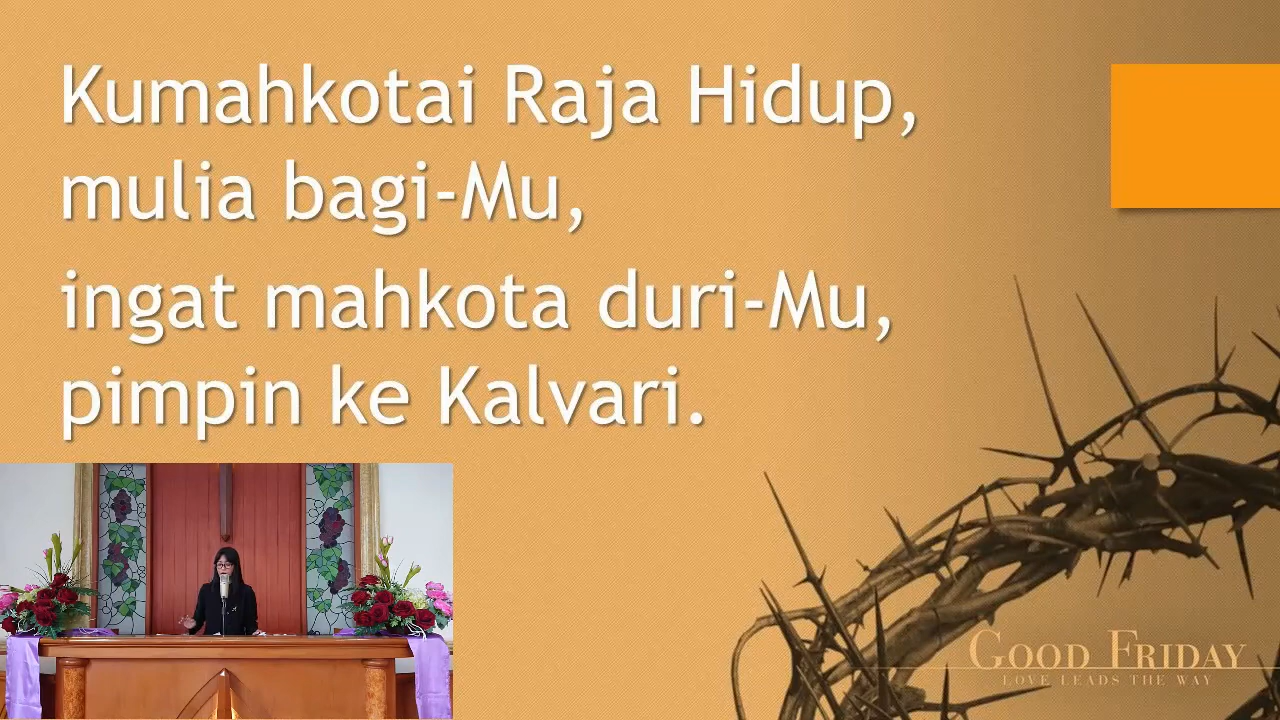 Kumahkotai Raja Hidup,
mulia bagi-Mu,
ingat mahkota duri-Mu,
pimpin ke Kalvari.
GOOD FRIDAY
LOVE LEADS THE WAY